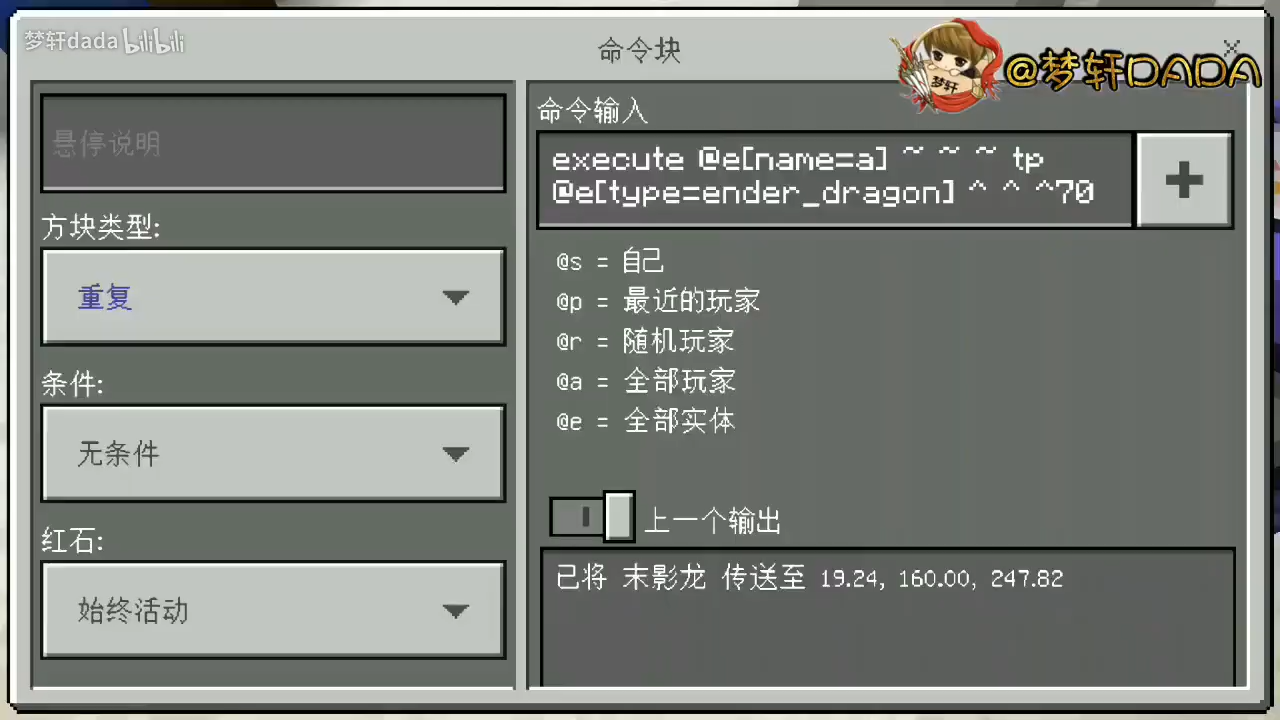 梦轩dada bilibili
命令块
@梦轩DADA
梦轩
悬停说明
方块类型:
重复
条件:
无条件
红石:
始终活动
命令输入
execute @e[name=a] ~ ~ ~ tp
@e[type=ender_dragon] ^ ^ ^70
@s = 自己
@p = 最近的玩家
@r = 随机玩家
@a = 全部玩家
@e = 全部实体
上一个输出
已将 末影龙 传送至 19.24, 160.00, 247.82